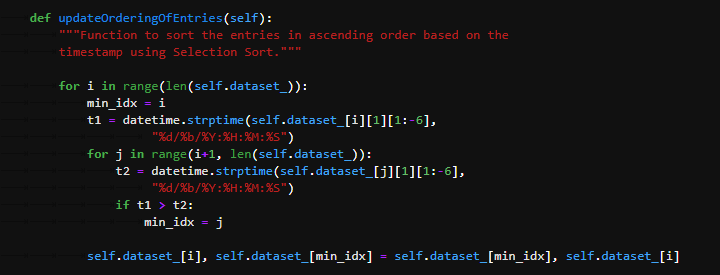 def updateOrderingOfEntries(self):
    """Function to sort the entries in ascending order based on the
    timestamp using Selection Sort."""

    for i in range(len(self.dataset_)):
        min_idx = i
        t1 = datetime.strptime(self.dataset_[i][1][1:-6],
                 "%d/%b/%Y:%H:%M:%S")
        for j in range(i+1, len(self.dataset_)):
            t2 = datetime.strptime(self.dataset_[j][1][1:-6],
                 "%d/%b/%Y:%H:%M:%S")
            if t1 > t2:
                min_idx = j

        self.dataset_[i], self.dataset_[min_idx] = self.dataset_[min_idx], self.dataset_[i]